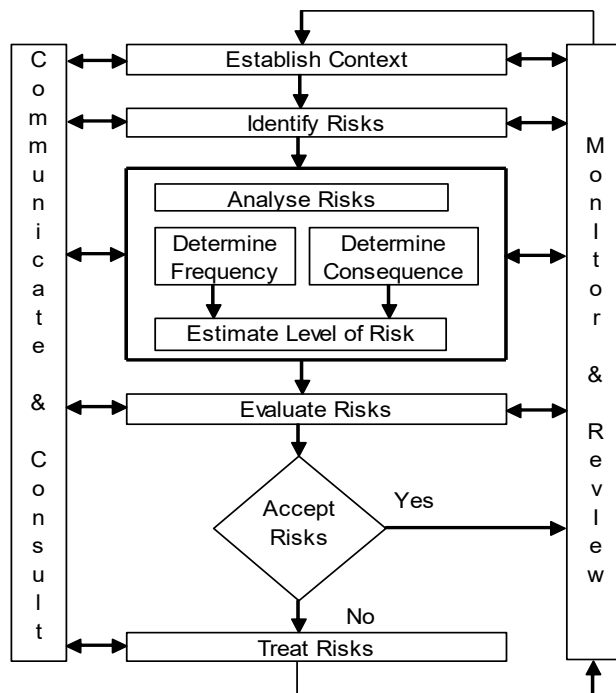 Communicate & Consult
Establish Context
Identify Risks
Analyse Risks
Determine
Frequency
Determine
Consequence
Estimate Level of Risk
Evaluate Risks
Accept
Risks
Yes
No
Treat Risks
MonItor & RevIew